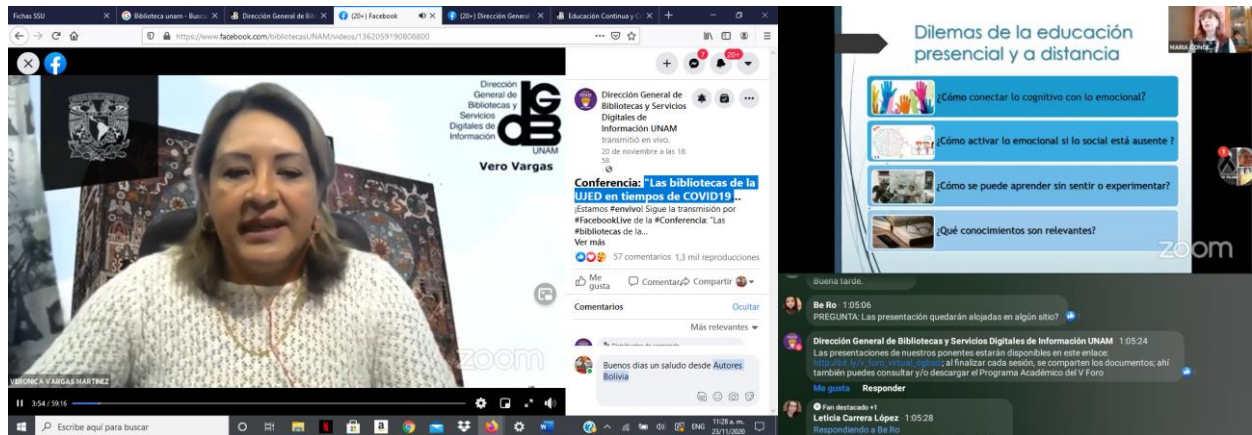 Fichas SSU
Biblioteca unam - Busc
Dirección General de Bib
(20+) Facebook
(20+) Dirección General
Educación Continua y C
https://www.facebook.com/bibliotecasUNAM/videos/1362059190808800
Dirección
General de
Bibliotecas y
Servicios
Digitales de
Información
UNAM
Vero Vargas
zoom
VERONICA VARGAS MARTINEZ
3:54 / 59:16
7
20+
Dirección General de
Bibliotecas y Servicios
Digitales de
Información UNAM
transmitió en vivo.
20 de noviembre a las 18:
58
Conferencia: "Las bibliotecas de la
UJED en tiempos de COVID19 ..
¡Estamos #envivo! Sigue la transmisión por
#FacebookLive de la #Conferencia: "Las
#bibliotecas de la...
Ver más
57 comentarios 1,3 mil reproducciones
Me gusta
Comentar
Compartir
Comentarios
Ocultar
Más relevantes
Buenos dias un saludo desde Autores
Bolivia
Escribe aquí para buscar
ENG
11:28 a. m.
23/11/2020
Dilemas de la educación
presencial y a distancia
¿Cómo conectar lo cognitivo con lo emocional?
¿Cómo activar lo emocional si lo social está ausente ?
¿Cómo se puede aprender sin sentir o experimentar?
¿Qué conocimientos son relevantes?
MARIA CONCE
1
zoom
Buena tarde.
Be Ro 1:05:06
PREGUNTA: Las presentación quedarán alojadas en algún sitio?
Dirección General de Bibliotecas y Servicios Digitales de Información UNAM 1:05:24
Las presentaciones de nuestros ponentes estarán disponibles en este enlace:
al finalizar cada sesión, se comparten los documentos; ahí
también puedes consultar y/o descargar el Programa Académico del V Foro
Me gusta Responder
Fan destacado +1
Leticia Carrera López 1:05:28
Respondiendo a Be Ro